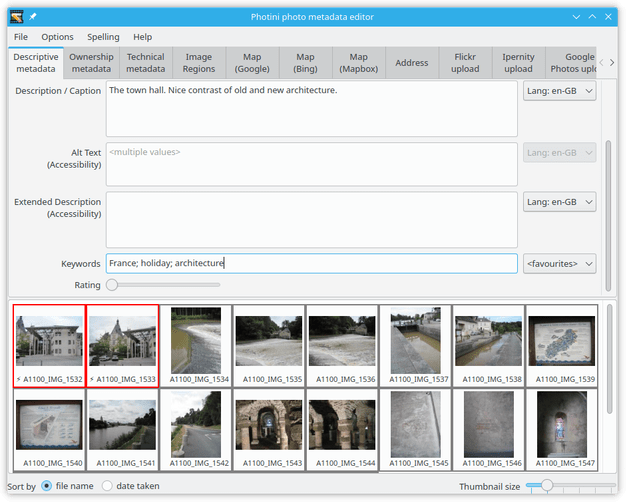 Photini photo metadata editor
File Options Spelling Help
Descriptive metadata
Ownership metadata
Technical metadata
Image Regions
Map (Google)
Map (Bing)
Map (Mapbox)
Address
Flickr upload
Ipernity upload
Google Photos uplo
Description / Caption
The town hall. Nice contrast of old and new architecture.
Lang: en-GB
Alt Text (Accessibility)
<multiple values>
Lang: en-GB
Extended Description (Accessibility)
Lang: en-GB
Keywords
France; holiday; architecture
<favourites>
Rating
⚡ A1100_IMG_1532
⚡ A1100_IMG_1533
A1100_IMG_1534
A1100_IMG_1535
A1100_IMG_1536
A1100_IMG_1537
A1100_IMG_1538
A1100_IMG_1539
A1100_IMG_1540
A1100_IMG_1541
A1100_IMG_1542
A1100_IMG_1543
A1100_IMG_1544
A1100_IMG_1545
A1100_IMG_1546
A1100_IMG_1547
Sort by file name date taken
Thumbnail size